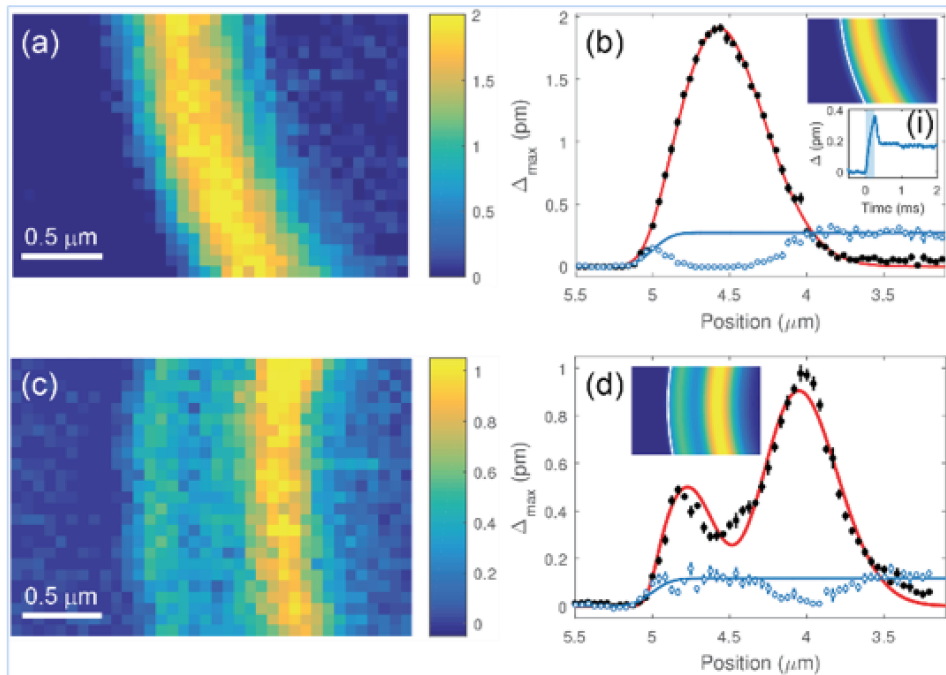 (a)
2
1.5
1
0.5
0
0.5 μm
(b)
2
1.5
1
0.5
0
Δmax (pm)
5.5 5 4.5 4 3.5
Position (μm)
(i)
0.4
0.2
0
Δ (pm)
0 1 2
Time (ms)
(c)
1
0.8
0.6
0.4
0.2
0
0.5 μm
(d)
1
0.8
0.6
0.4
0.2
0
Δmax (pm)
5.5 5 4.5 4 3.5
Position (μm)